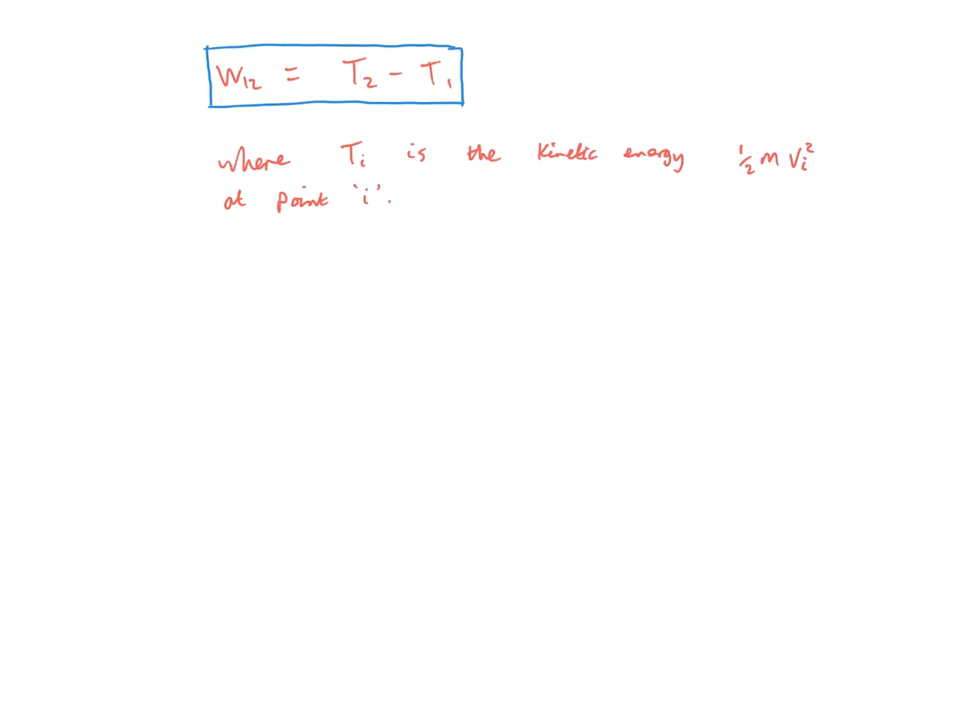 W₁₂ = T₂ - T₁
where Tᵢ is the kinetic energy ½ m vᵢ²
at point 'i'.